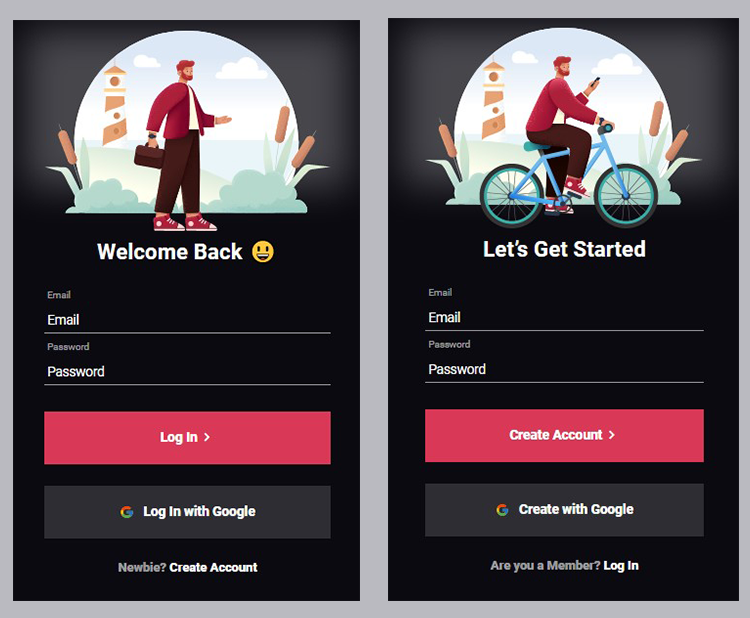 Welcome Back 😃
Email
Email
Password
Password
Log In >
Log In with Google
Newbie? Create Account
Let’s Get Started
Email
Email
Password
Password
Create Account >
Create with Google
Are you a Member? Log In